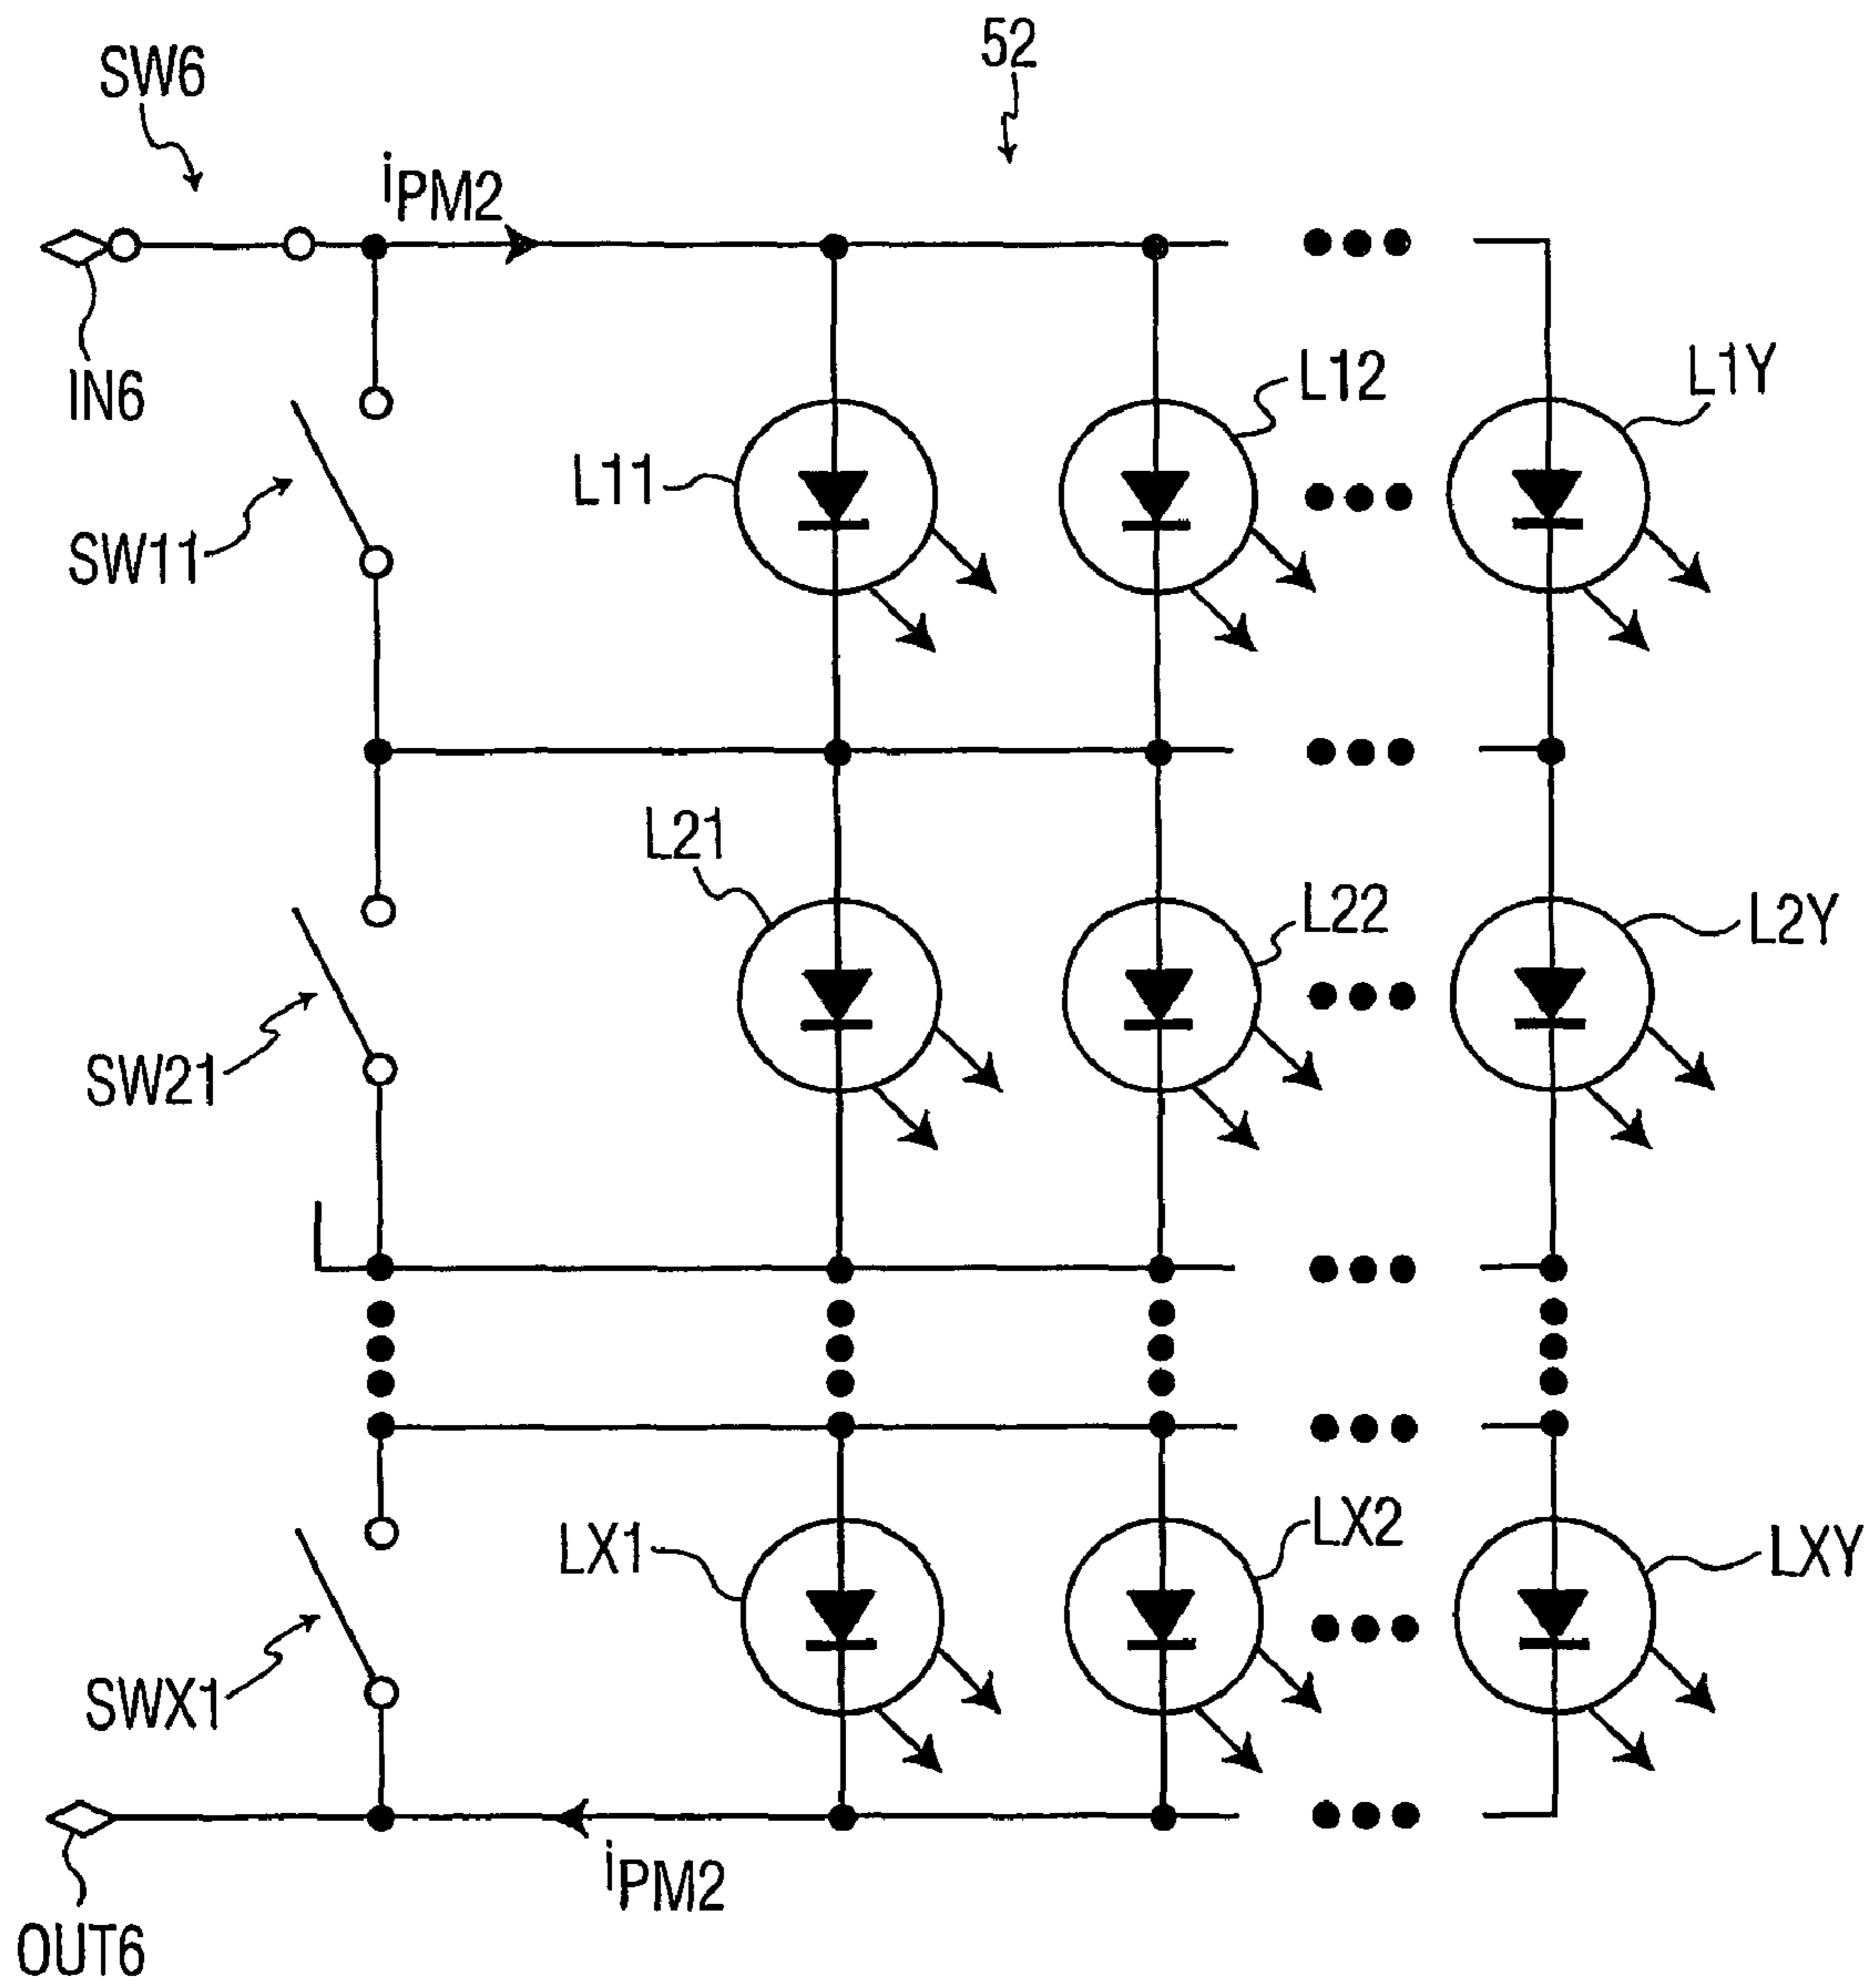 52
SW6
iPM2
IN6
L12
L1Y
L11
SW11
L21
L22
L2Y
SW21
LX1
LX2
LXY
SWX1
iPM2
OUT6